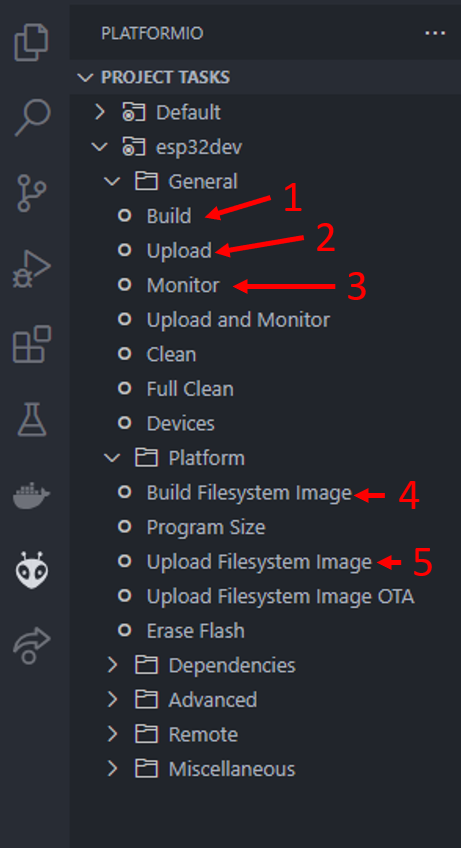 PLATFORMIO
PROJECT TASKS
Default
esp32dev
General
Build 1
Upload 2
Monitor 3
Upload and Monitor
Clean
Full Clean
Devices
Platform
Build Filesystem Image 4
Program Size
Upload Filesystem Image 5
Upload Filesystem Image OTA
Erase Flash
Dependencies
Advanced
Remote
Miscellaneous